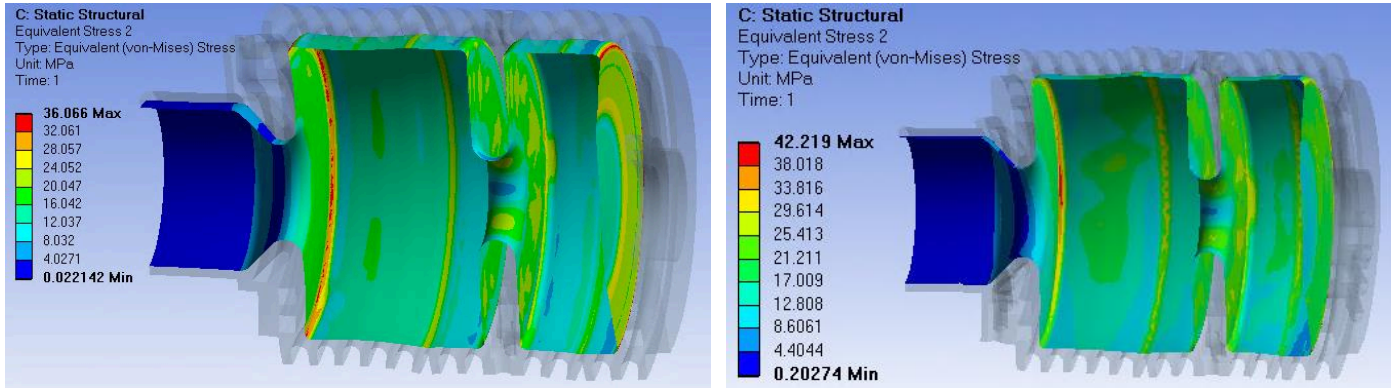 C: Static Structural
Equivalent Stress 2
Type: Equivalent (von-Mises) Stress
Unit: MPa
Time: 1
36.066 Max
32.061
28.057
24.052
20.047
16.042
12.037
8.032
4.0271
0.022142 Min
C: Static Structural
Equivalent Stress 2
Type: Equivalent (von-Mises) Stress
Unit: MPa
Time: 1
42.219 Max
38.018
33.816
29.614
25.413
21.211
17.009
12.808
8.6061
4.4044
0.20274 Min